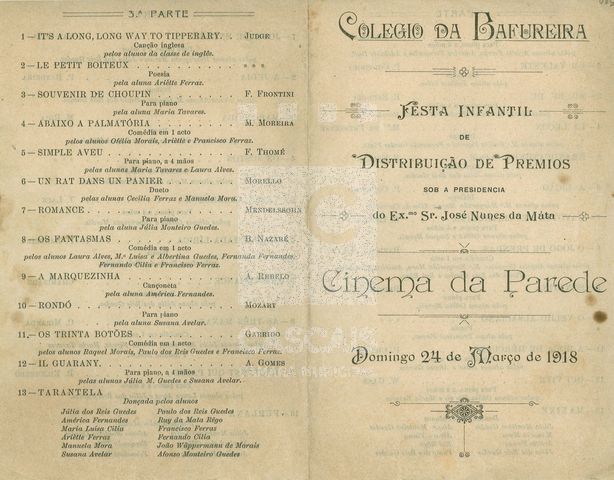 3.ª PARTE
1 — IT'S A LONG, LONG WAY TO TIPPERARY. . JUDGE
Canção inglesa
pelos alunos da classe de inglês.
2 — LE PETIT BOITEUX . . . . . . . . . . * * *
Poesia
pela aluna Ariêtte Ferraz.
3 — SOUVENIR DE CHOUPIN . . . . . . . F. FRONTINI
Para piano
pela aluna Maria Tavares.
4 — ABAIXO A PALMATÓRIA . . . . . . . M. MOREIRA
Comédia em 1 acto
pelos alunos Ofélia Morais, Ariêtte e Francisco Ferraz.
5 — SIMPLE AVEU . . . . . . . . . . F. THOMÉ
Para piano, a 4 mãos
pelas alunas Maria Tavares e Laura Alves.
6 — UN RAT DANS UN PANIER . . . . . . MORELLO
Dueto
pelas alunas Cecilia Ferraz e Manuela Mora.
7 — ROMANCE . . . . . . . . . . . MENDELSSOHN
Para piano
pela aluna Júlia Monteiro Guedes.
8 — OS FANTASMAS . . . . . . . . . . B. NAZARÉ
Comédia em 1 acto
pelos alunos Laura Alves, M.ª Luisa e Albertina Guedes, Fernanda Fernandes.
Fernando Cilia e Francisco Ferraz.
9 — A MARQUEZINHA . . . . . . . . . A. REBELO
Cançoneta
pela aluna América Fernandes.
10 — RONDÓ . . . . . . . . . . . . MOZART
Para piano
pela aluna Susana Avelar.
11 — OS TRINTA BOTÕES . . . . . . . . GARRIDO
Comédia em 1 acto
pelos alunos Raquel Morais, Paulo dos Reis Guedes e Francisco Ferraz.
12 — IL GUARANY. . . . . . . . . . . A. GOMES
Para piano, a 4 mãos
pelas alunas Júlia M. Guedes e Susana Avelar.
13 — TARANTELA
Dançada pelos alunos
Júlia dos Reis Guedes Paulo dos Reis Guedes
América Fernandes Ruy da Mata Rêgo
Maria Luisa Cilia Francisco Ferras
Ariêtte Ferraz Fernando Cilia
Manuela Mora João Wüppermann de Morais
Susana Avelar Afonso Monteiro Guedes
COLEGIO DA BAFUREIRA
FESTA INFANTIL
DE
DISTRIBUIÇÃO DE PREMIOS
SOB A PRESIDENCIA
do Ex.mo Sr. José Nunes da Máta
Cinema da Parede
Domingo 24 de Março de 1918
CASCAIS